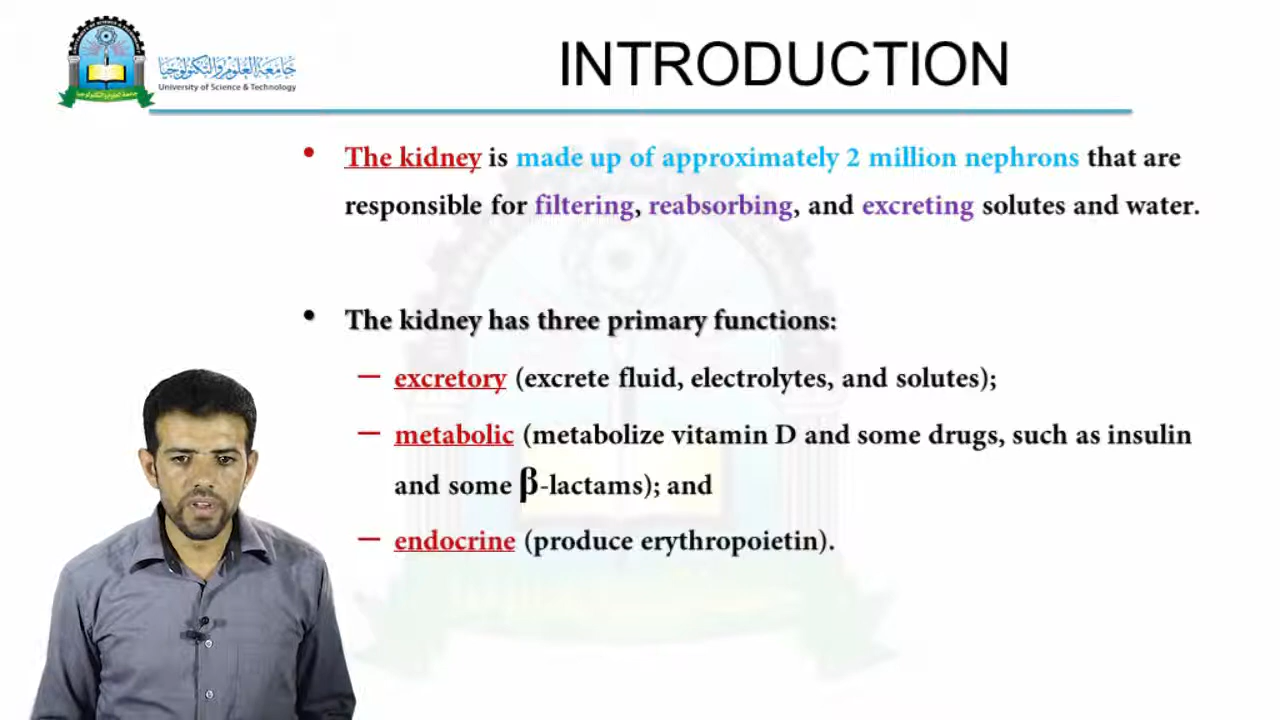 INTRODUCTION
جامعة العلوم والتكنولوجيا
University of Science & Technology
• The kidney is made up of approximately 2 million nephrons that are
responsible for filtering, reabsorbing, and excreting solutes and water.
• The kidney has three primary functions:
– excretory (excrete fluid, electrolytes, and solutes);
– metabolic (metabolize vitamin D and some drugs, such as insulin
and some β-lactams); and
– endocrine (produce erythropoietin).